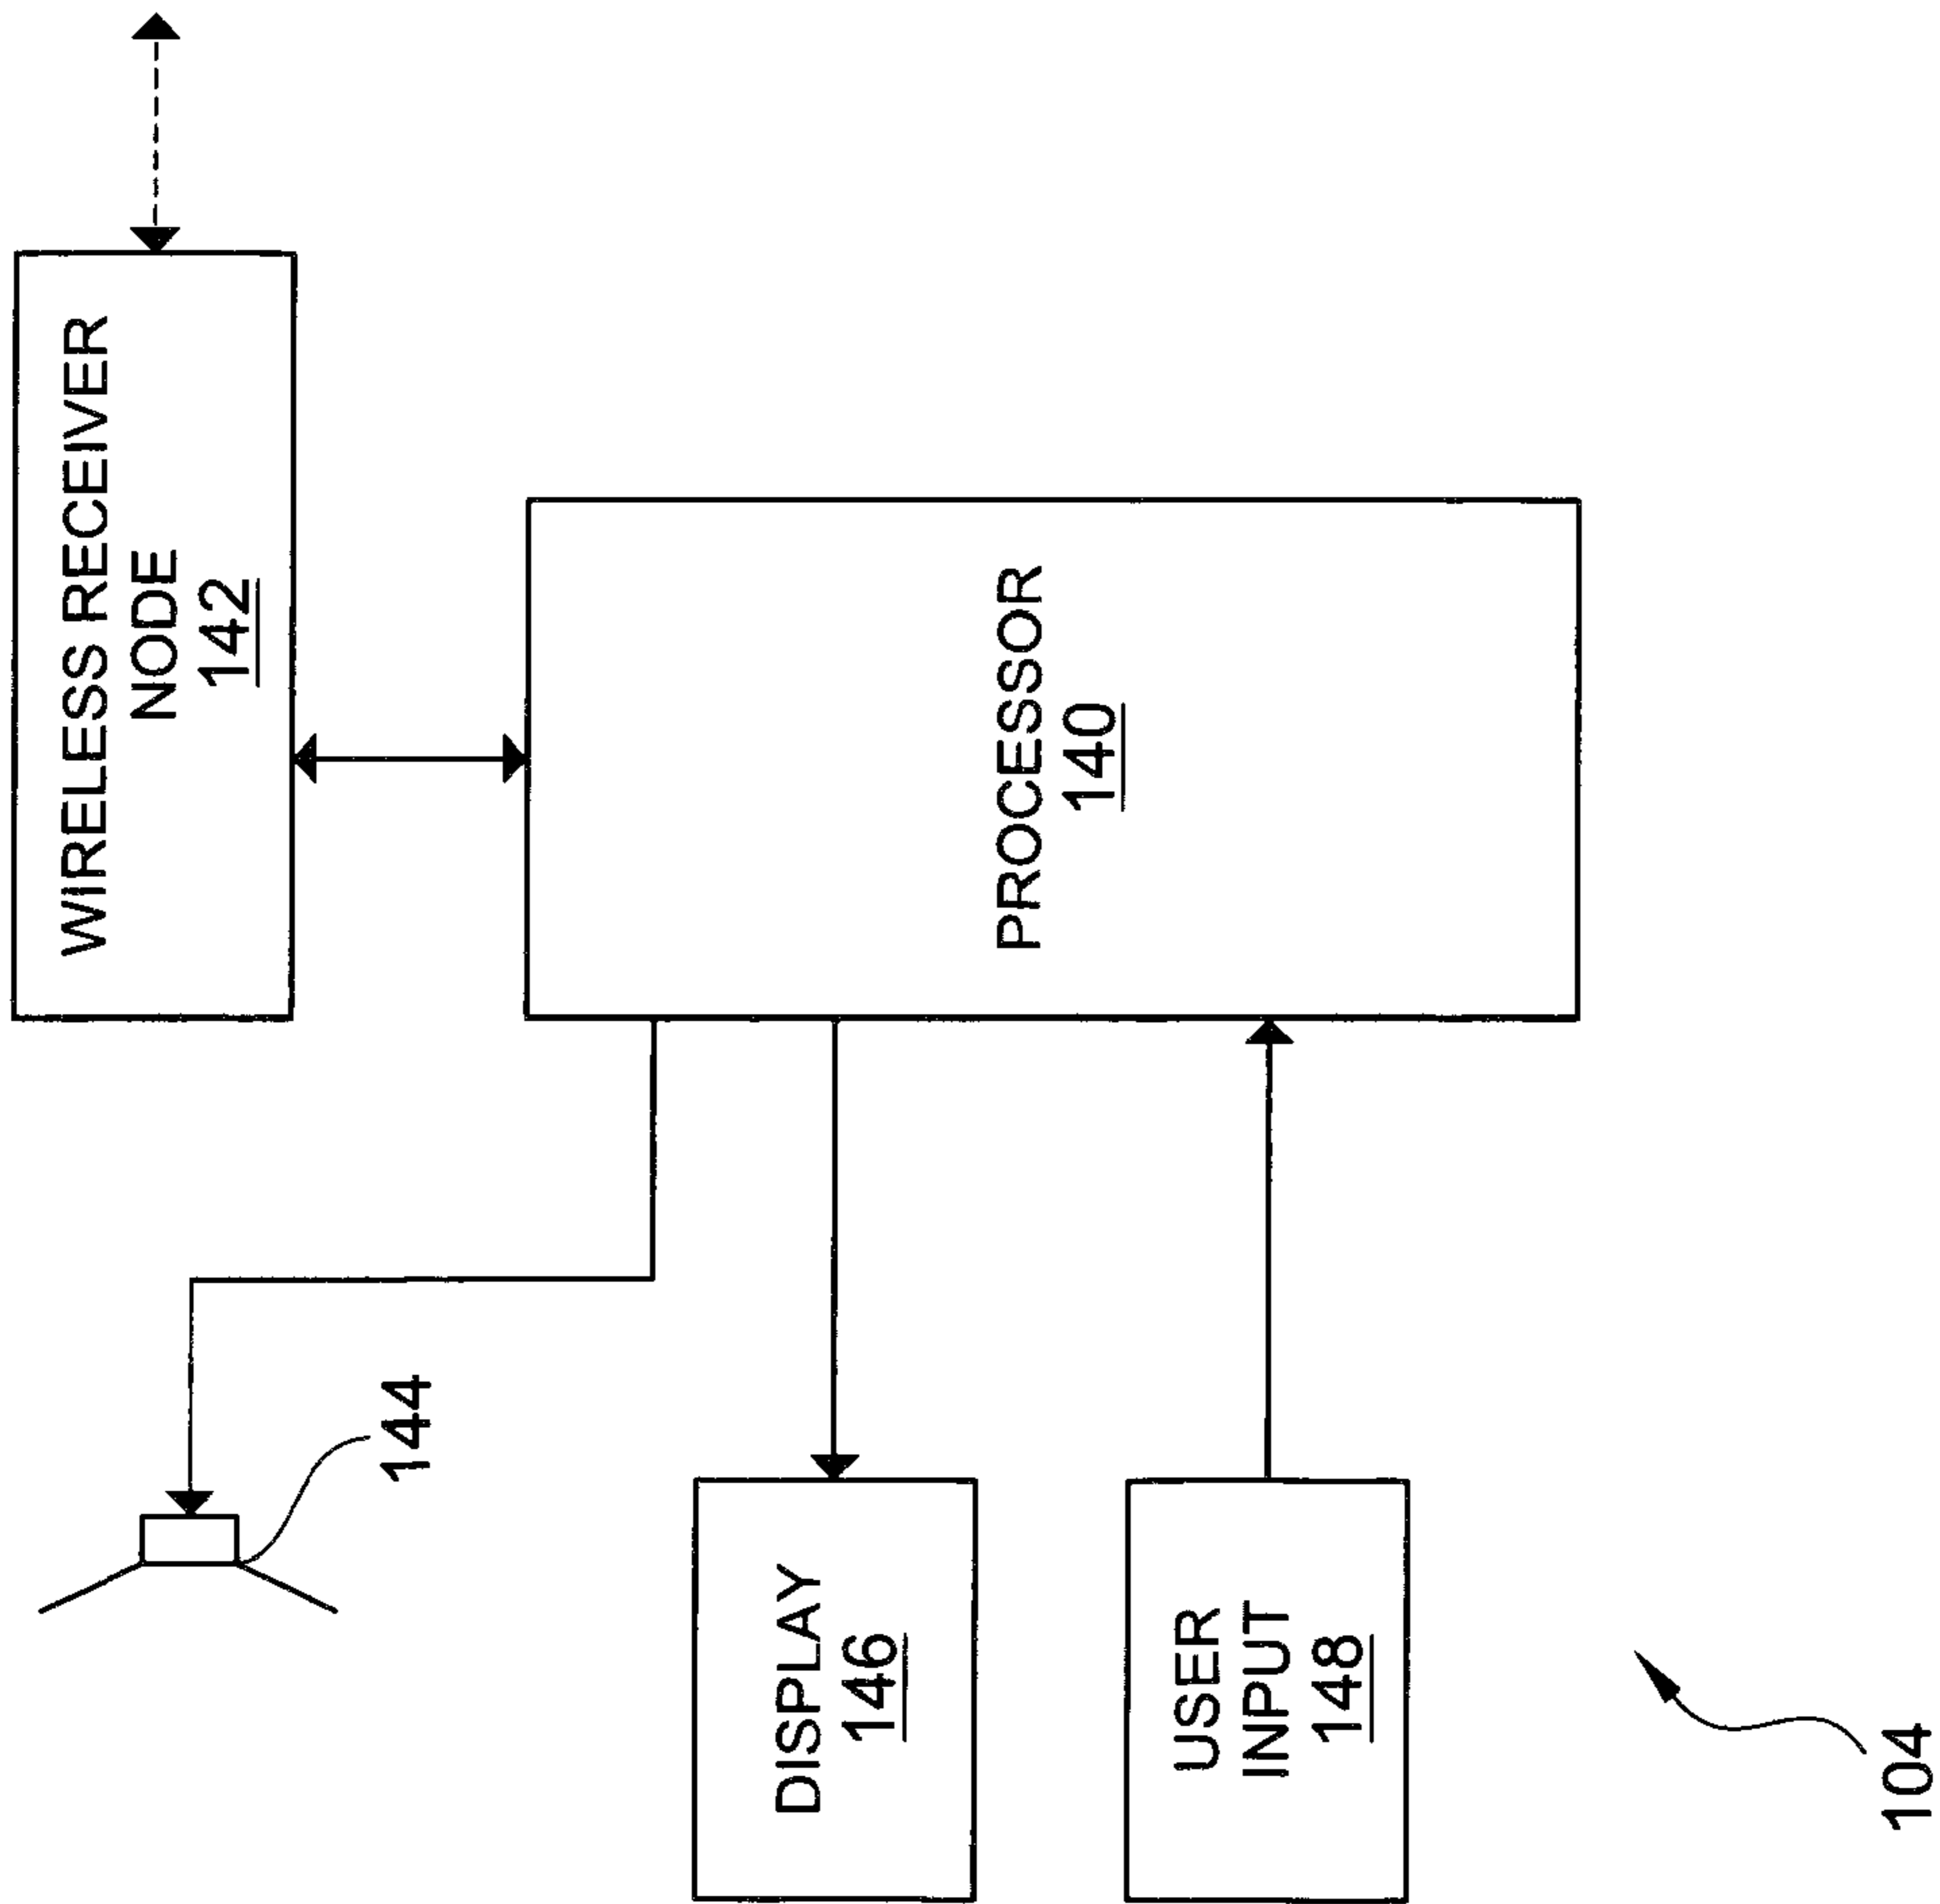 WIRELESS RECEIVER
NODE
142
144
PROCESSOR
140
DISPLAY
146
USER
INPUT
148
104